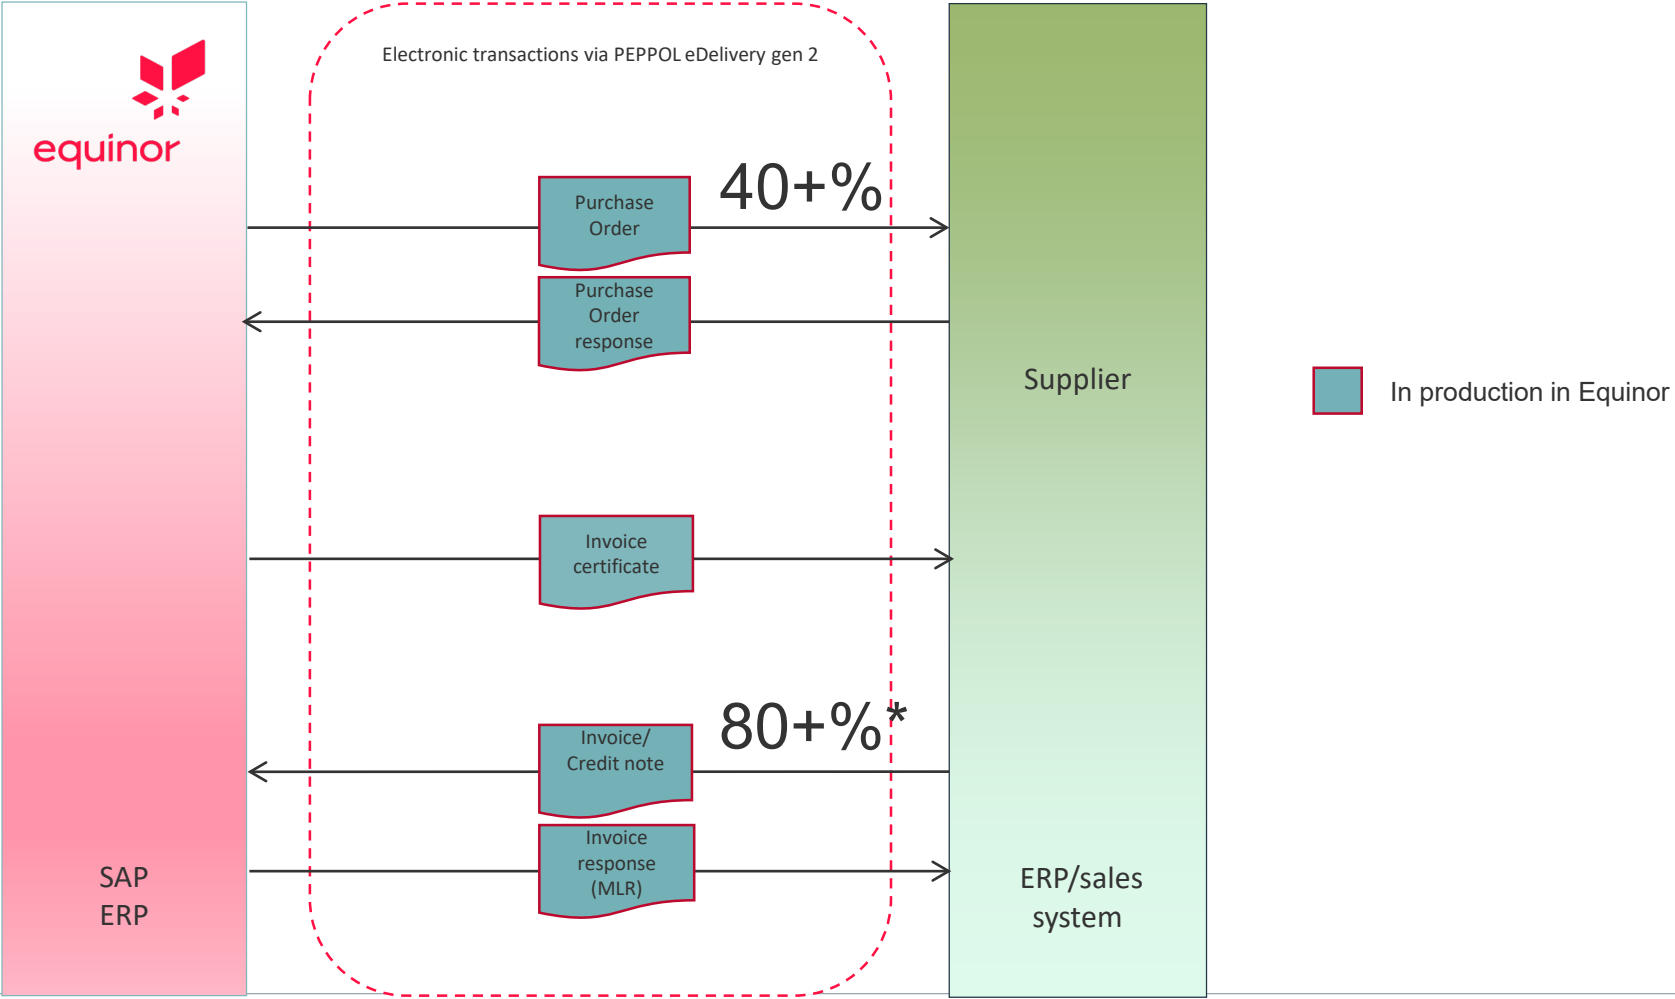 equinor
Electronic transactions via PEPPOL eDelivery gen 2
40+%
Purchase
Order
Purchase
Order
response
Supplier
In production in Equinor
Invoice
certificate
80+%*
Invoice/
Credit note
Invoice
response
(MLR)
SAP
ERP
ERP/sales
system